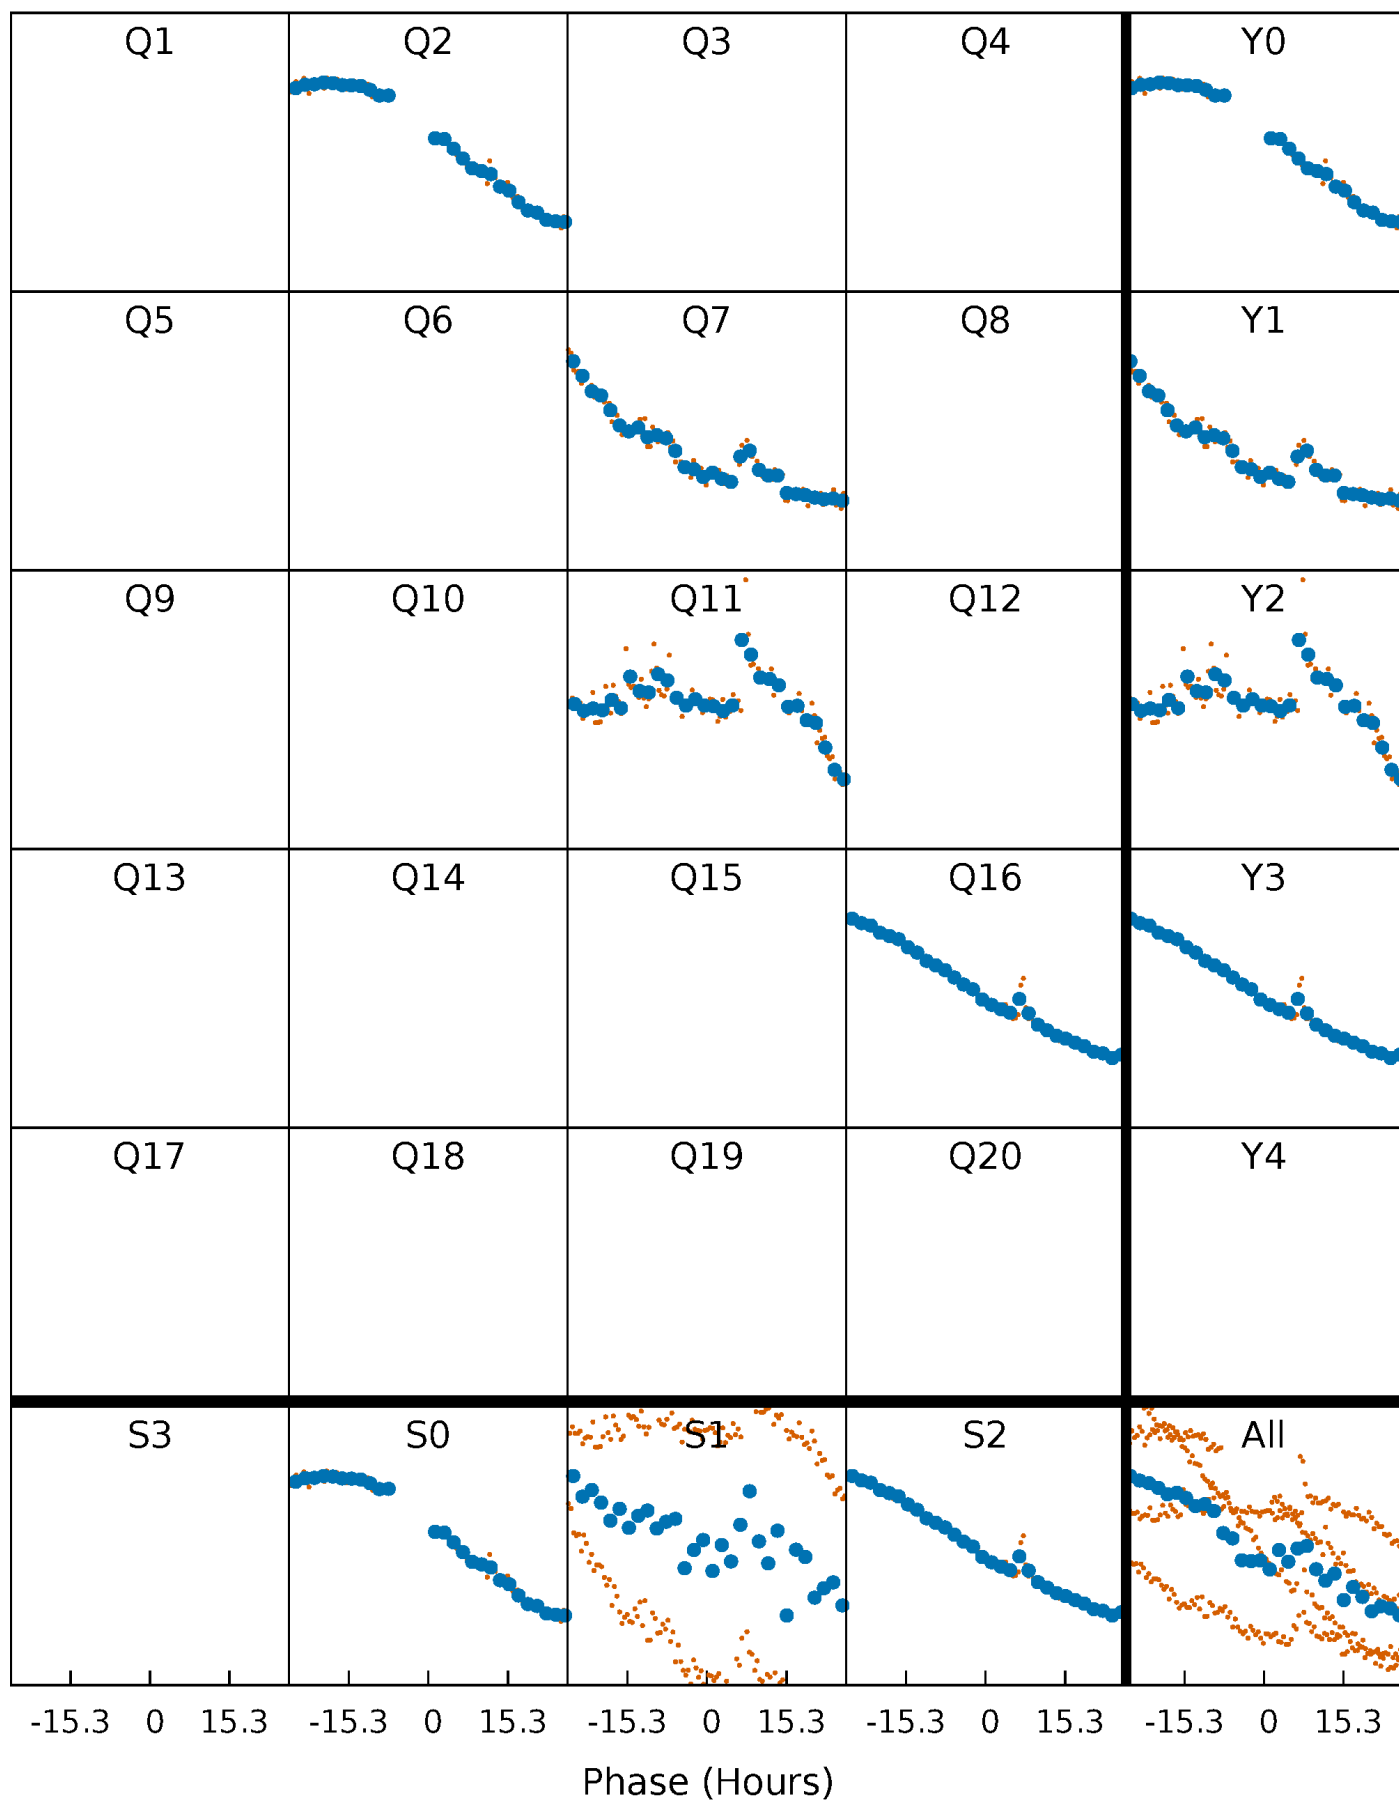 Q1 Q2 Q3 Q4 Y0
Q5 Q6 Q7 Q8 Y1
Q9 Q10 Q11 Q12 Y2
Q13 Q14 Q15 Q16 Y3
Q17 Q18 Q19 Q20 Y4
S3 S0 S1 S2 All
-15.3 0 15.3 -15.3 0 15.3 -15.3 0 15.3 -15.3 0 15.3 -15.3 0 15.3
Phase (Hours)